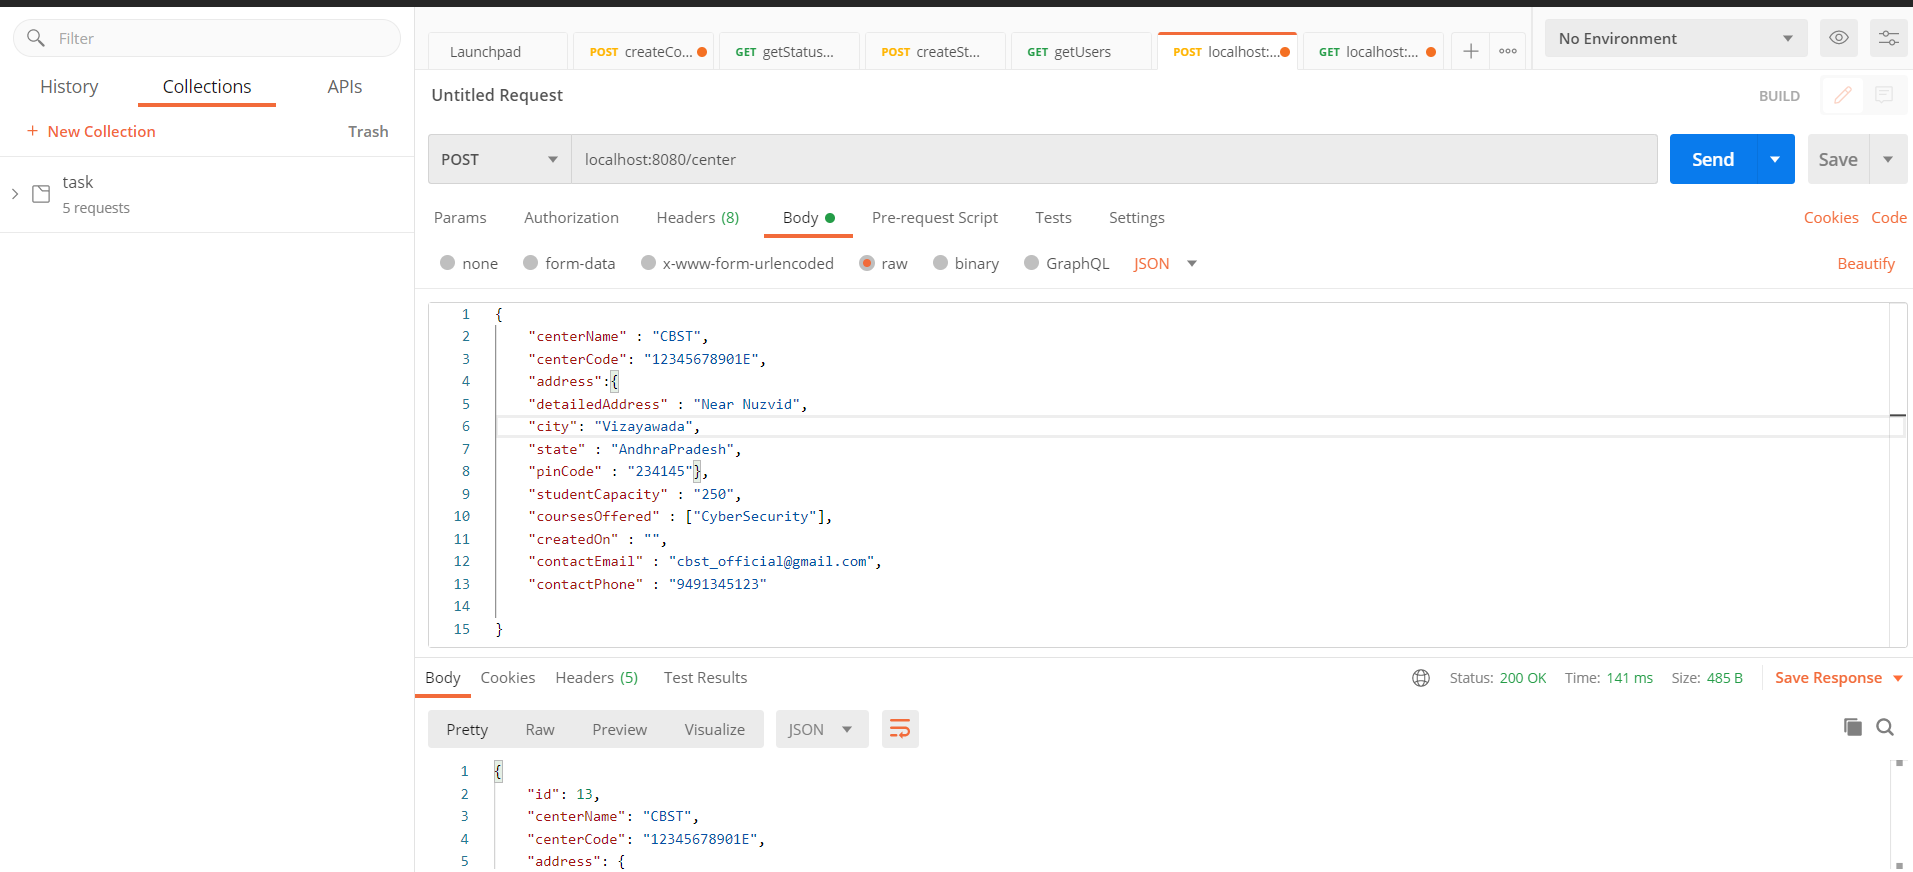 Filter
History Collections APIs
+ New Collection Trash
task
5 requests
Launchpad POST createCo... GET getStatus... POST createSt... GET getUsers POST localhost:... GET localhost:...
No Environment
Untitled Request BUILD
POST localhost:8080/center Send Save
Params Authorization Headers (8) Body Pre-request Script Tests Settings Cookies Code
none form-data x-www-form-urlencoded raw binary GraphQL JSON Beautify
1 {
2 "centerName" : "CBST",
3 "centerCode": "12345678901E",
4 "address":{
5 "detailedAddress" : "Near Nuzvid",
6 "city": "Vizayawada",
7 "state" : "AndhraPradesh",
8 "pinCode" : "234145"},
9 "studentCapacity" : "250",
10 "coursesOffered" : ["CyberSecurity"],
11 "createdOn" : "",
12 "contactEmail" : "cbst_official@gmail.com",
13 "contactPhone" : "9491345123"
14
15 }
Body Cookies Headers (5) Test Results Status: 200 OK Time: 141 ms Size: 485 B Save Response
Pretty Raw Preview Visualize JSON
1 {
2 "id": 13,
3 "centerName": "CBST",
4 "centerCode": "12345678901E",
5 "address": {